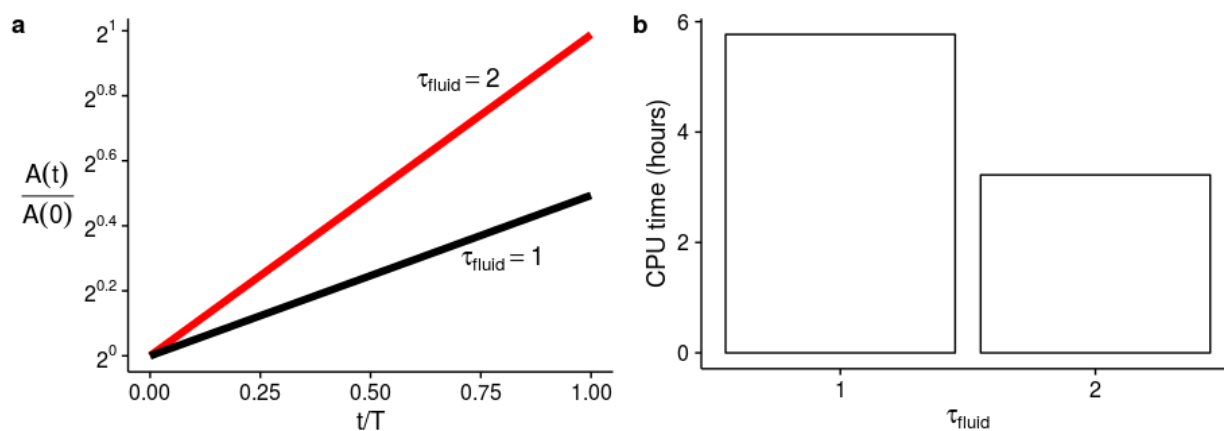 a
2^1
2^0.8
2^0.6
2^0.4
2^0.2
2^0
A(t)
A(0)
τ_fluid = 2
τ_fluid = 1
0.00 0.25 0.50 0.75 1.00
t/T
b
6
4
2
0
CPU time (hours)
1 2
τ_fluid